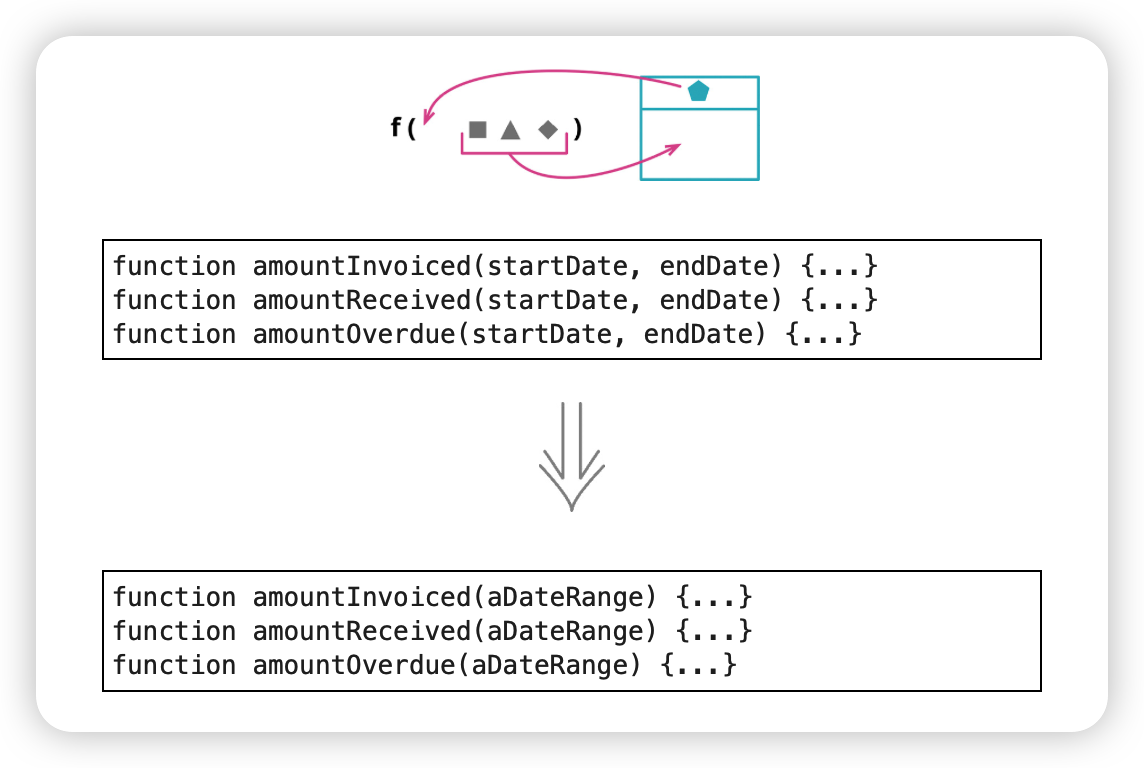 f( )
function amountInvoiced(startDate, endDate) {...}
function amountReceived(startDate, endDate) {...}
function amountOverdue(startDate, endDate) {...}
function amountInvoiced(aDateRange) {...}
function amountReceived(aDateRange) {...}
function amountOverdue(aDateRange) {...}